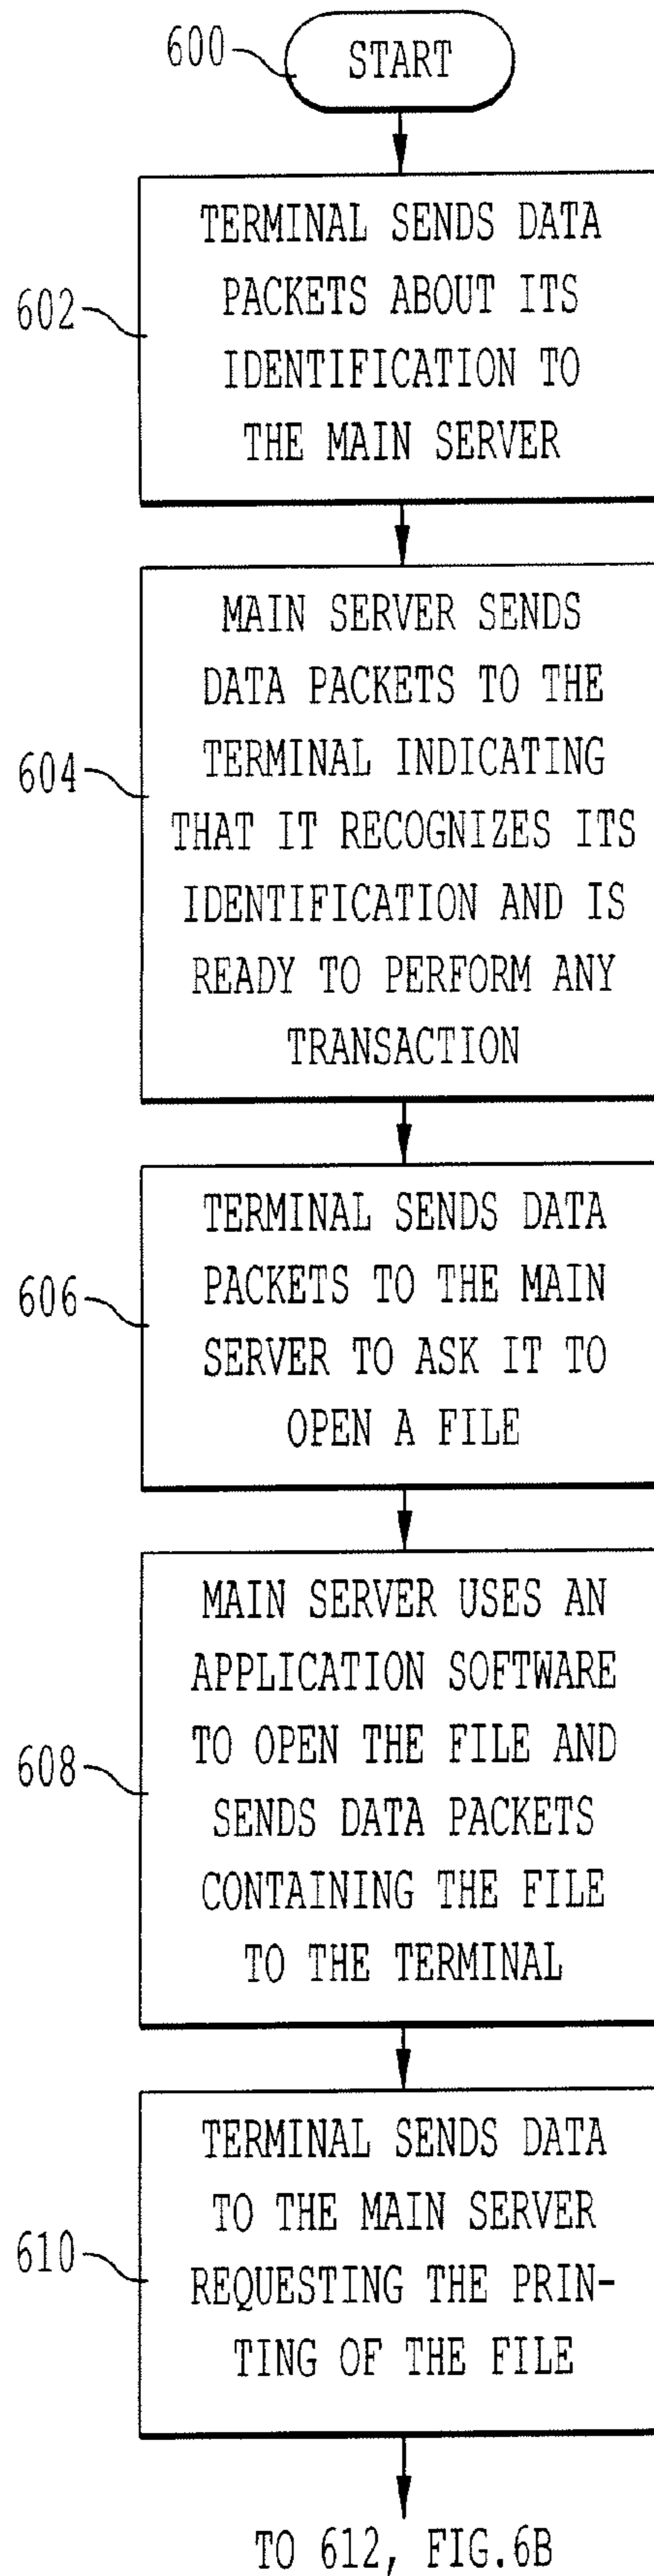 600
START
602
TERMINAL SENDS DATA
PACKETS ABOUT ITS
IDENTIFICATION TO
THE MAIN SERVER
604
MAIN SERVER SENDS
DATA PACKETS TO THE
TERMINAL INDICATING
THAT IT RECOGNIZES ITS
IDENTIFICATION AND IS
READY TO PERFORM ANY
TRANSACTION
606
TERMINAL SENDS DATA
PACKETS TO THE MAIN
SERVER TO ASK IT TO
OPEN A FILE
608
MAIN SERVER USES AN
APPLICATION SOFTWARE
TO OPEN THE FILE AND
SENDS DATA PACKETS
CONTAINING THE FILE
TO THE TERMINAL
610
TERMINAL SENDS DATA
TO THE MAIN SERVER
REQUESTING THE PRIN-
TING OF THE FILE
TO 612, FIG.6B